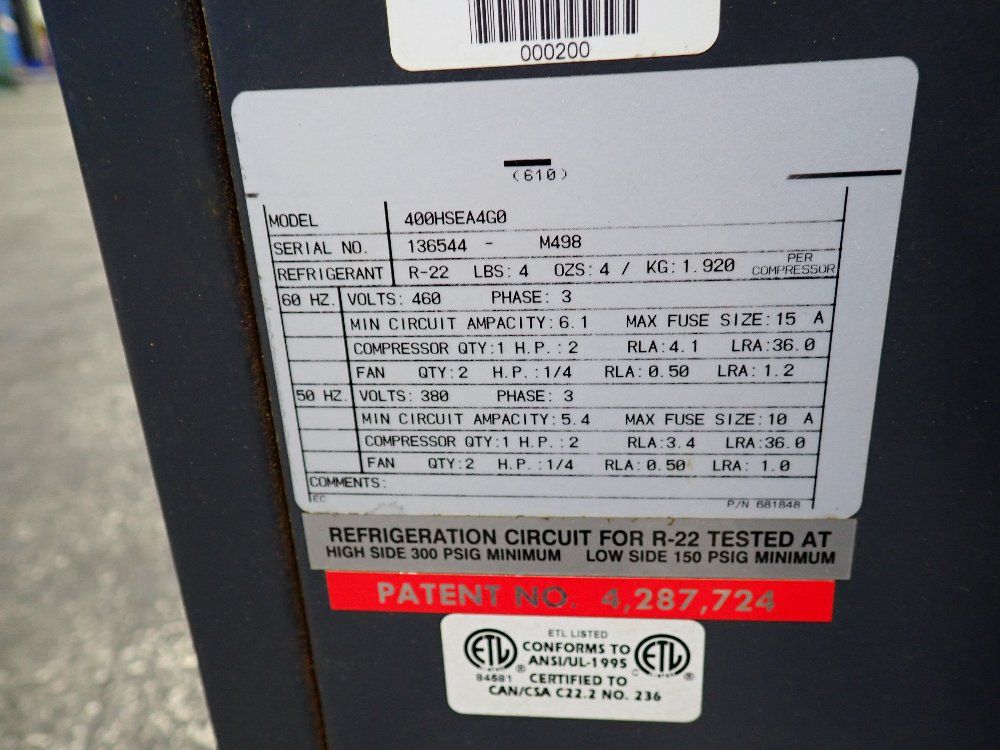 000200
(610)
MODEL 400HSEA4G0
SERIAL NO. 136544 - M498
REFRIGERANT R-22 LBS: 4 OZS: 4 / KG: 1.920 PER COMPRESSOR
60 HZ. VOLTS: 460 PHASE: 3
MIN CIRCUIT AMPACITY: 6.1 MAX FUSE SIZE: 15 A
COMPRESSOR QTY: 1 H.P. : 2 RLA: 4.1 LRA: 36.0
FAN QTY: 2 H.P. : 1/4 RLA: 0.50 LRA: 1.2
50 HZ. VOLTS: 380 PHASE: 3
MIN CIRCUIT AMPACITY: 5.4 MAX FUSE SIZE: 10 A
COMPRESSOR QTY: 1 H.P. : 2 RLA: 3.4 LRA: 36.0
FAN QTY: 2 H.P. : 1/4 RLA: 0.50 LRA: 1.0
COMMENTS:
EC P/N 681848
REFRIGERATION CIRCUIT FOR R-22 TESTED AT
HIGH SIDE 300 PSIG MINIMUM LOW SIDE 150 PSIG MINIMUM
PATENT NO. 4,287,724
ETL LISTED
CONFORMS TO
ANSI/UL-1995
ETL ® ETL ®
84581 C
CERTIFIED TO
CAN/CSA C22.2 NO. 236